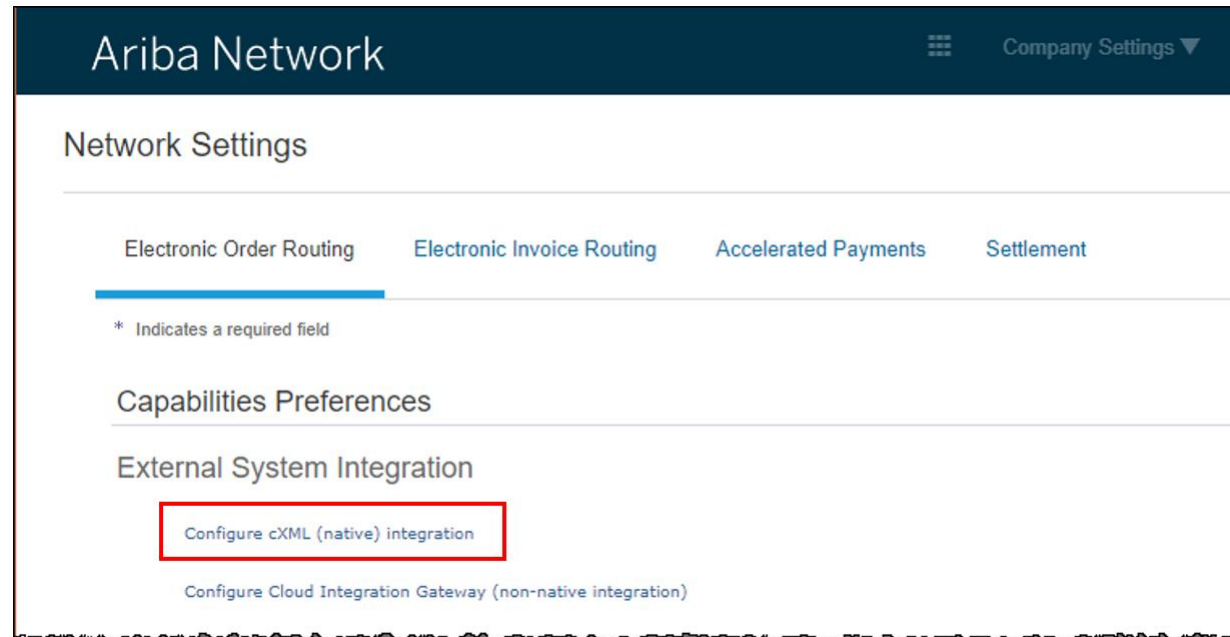 Ariba Network
Company Settings ▼
Network Settings
Electronic Order Routing Electronic Invoice Routing Accelerated Payments Settlement
* Indicates a required field
Capabilities Preferences
External System Integration
Configure cXML (native) integration
Configure Cloud Integration Gateway (non-native integration)